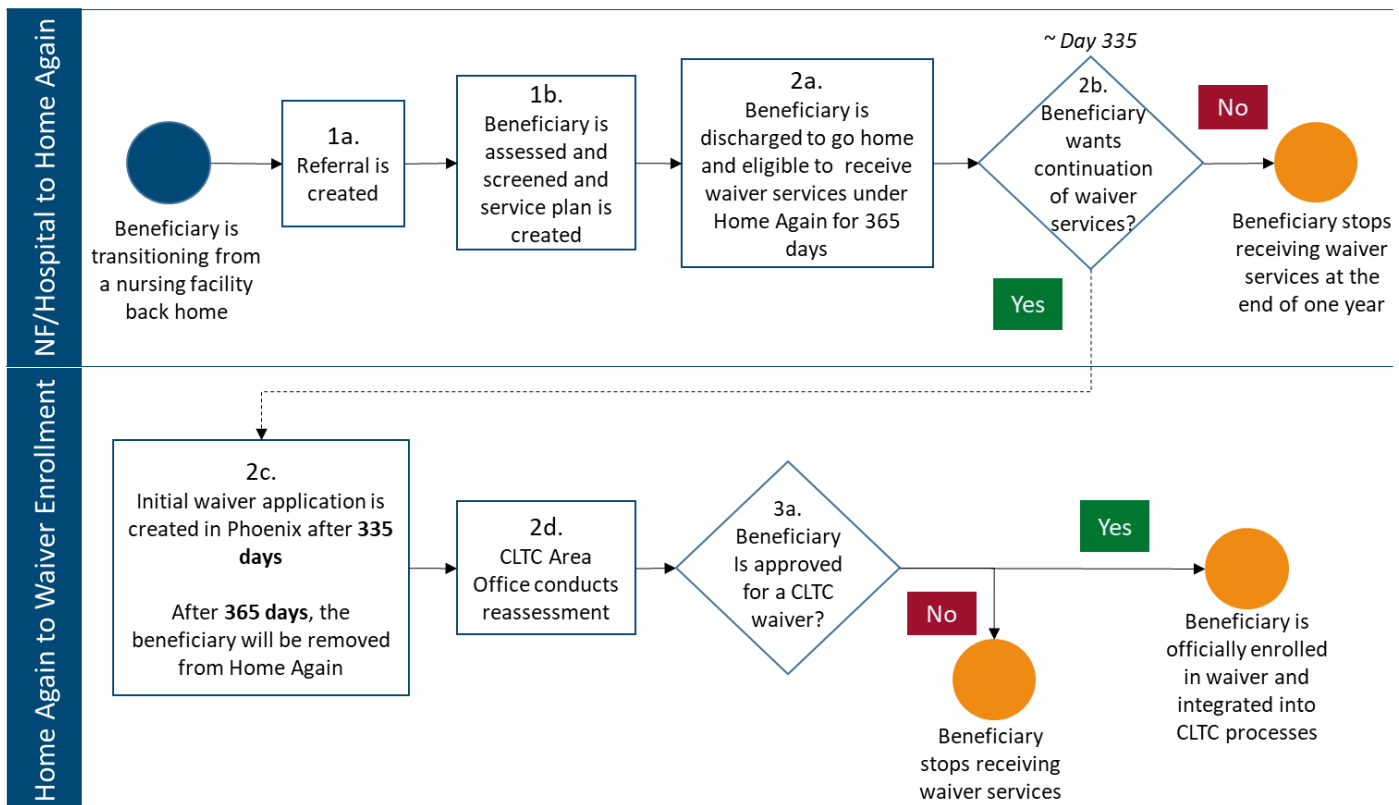 NF/Hospital to Home Again
Beneficiary is
transitioning from
a nursing facility
back home
1a.
Referral is
created
1b.
Beneficiary is
assessed and
screened and
service plan is
created
2a.
Beneficiary is
discharged to go home
and eligible to receive
waiver services under
Home Again for 365
days
~ Day 335
2b.
Beneficiary
wants
continuation
of waiver
services?
No
Beneficiary stops
receiving waiver
services at the
end of one year
Yes
Home Again to Waiver Enrollment
2c.
Initial waiver application is
created in Phoenix after 335
days
After 365 days, the
beneficiary will be removed
from Home Again
2d.
CLTC Area
Office conducts
reassessment
3a.
Beneficiary
Is approved
for a CLTC
waiver?
No
Beneficiary
stops receiving
waiver services
Yes
Beneficiary is
officially enrolled
in waiver and
integrated into
CLTC processes